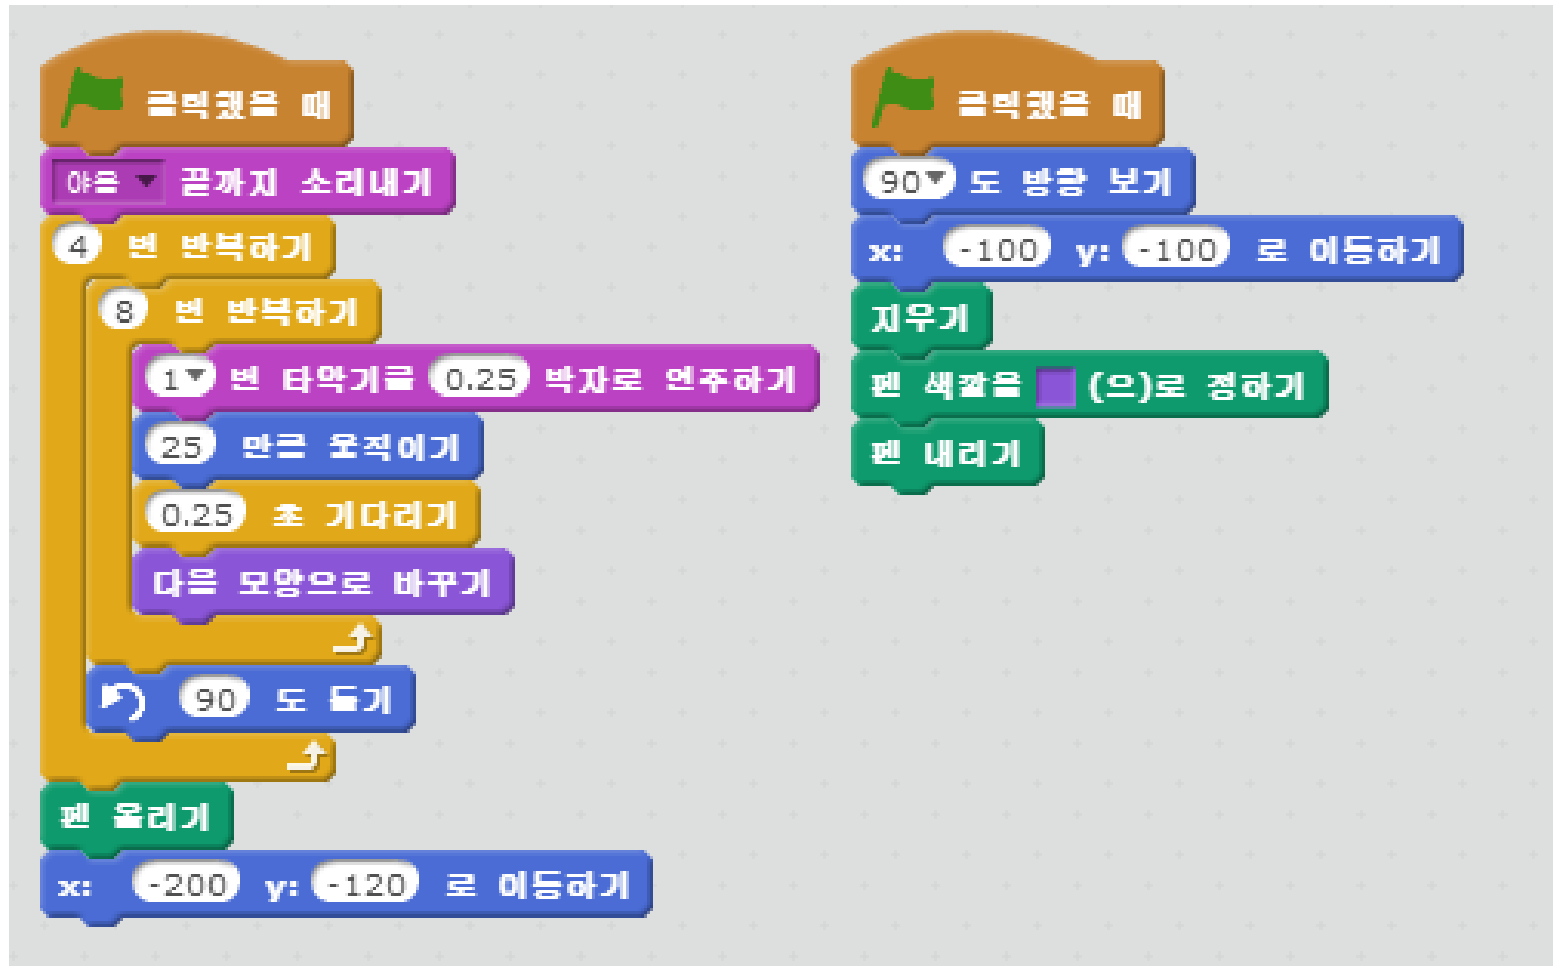 클릭했을 때
야옹 끝까지 소리내기
4 번 반복하기
8 번 반복하기
1 번 타악기를 0.25 박자로 연주하기
25 만큼 움직이기
0.25 초 기다리기
다음 모양으로 바꾸기
90 도 돌기
펜 올리기
x: -200 y: -120 로 이동하기
클릭했을 때
90 도 방향 보기
x: -100 y: -100 로 이동하기
지우기
펜 색깔을 (으)로 정하기
펜 내리기